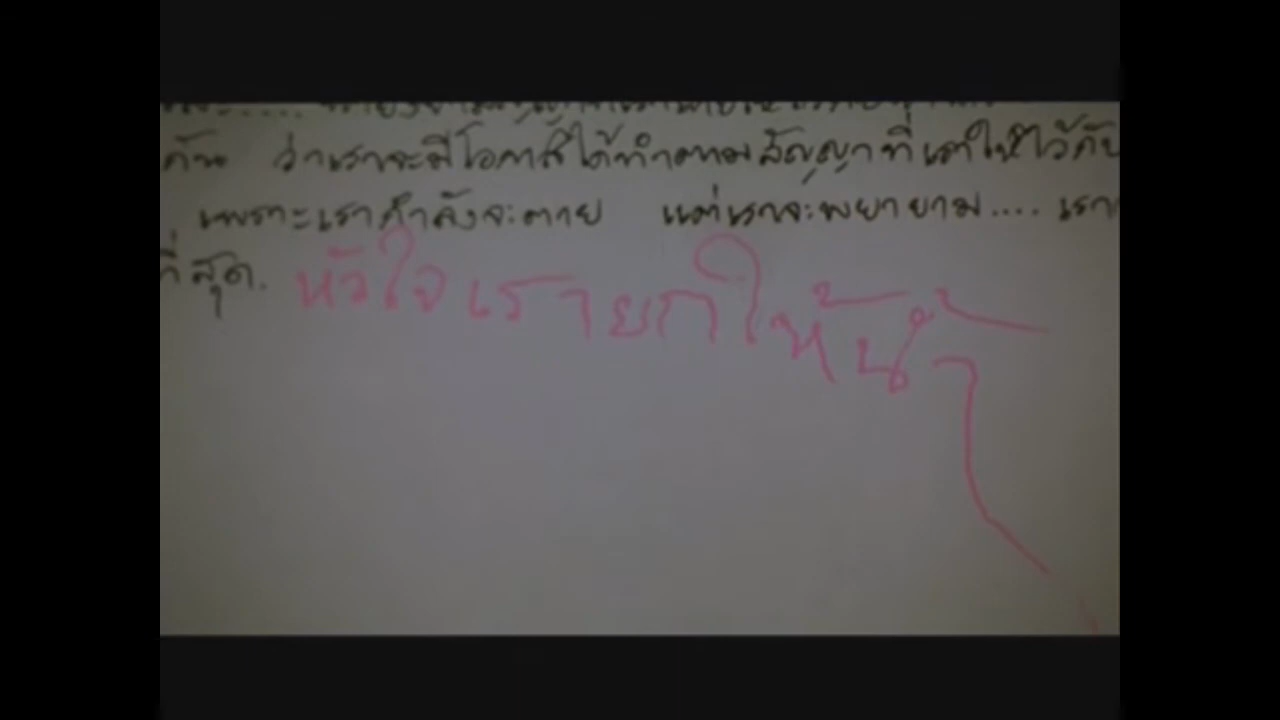 ว่าเราจะมีโอกาสได้ทำตามสัญญาที่เราให้ไว้กับ
เพราะเรากำลังจะตาย แต่เราจะพยายาม.... เรา
ที่สุด. หัวใจเรายกให้น้ำ